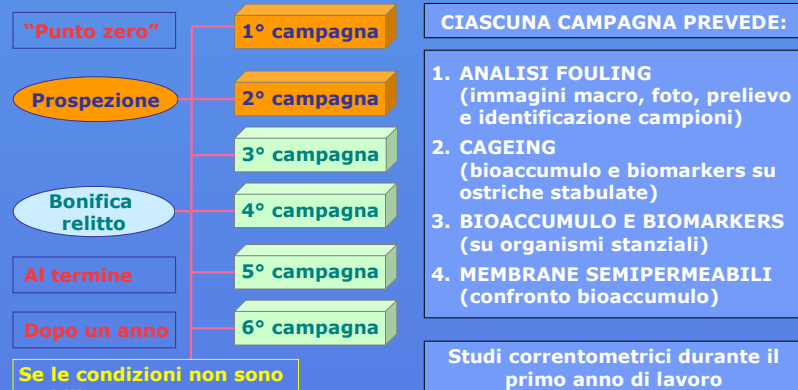 "Punto zero"
1° campagna
Prospezione
2° campagna
3° campagna
Bonifica
relitto
4° campagna
Al termine
5° campagna
Dopo un anno
6° campagna
Se le condizioni non sono
CIASCUNA CAMPAGNA PREVEDE:
1. ANALISI FOULING
(immagini macro, foto, prelievo
e identificazione campioni)
2. CAGEING
(bioaccumulo e biomarkers su
ostriche stabulate)
3. BIOACCUMULO E BIOMARKERS
(su organismi stanziali)
4. MEMBRANE SEMIPERMEABILI
(confronto bioaccumulo)
Studi correntometrici durante il
primo anno di lavoro